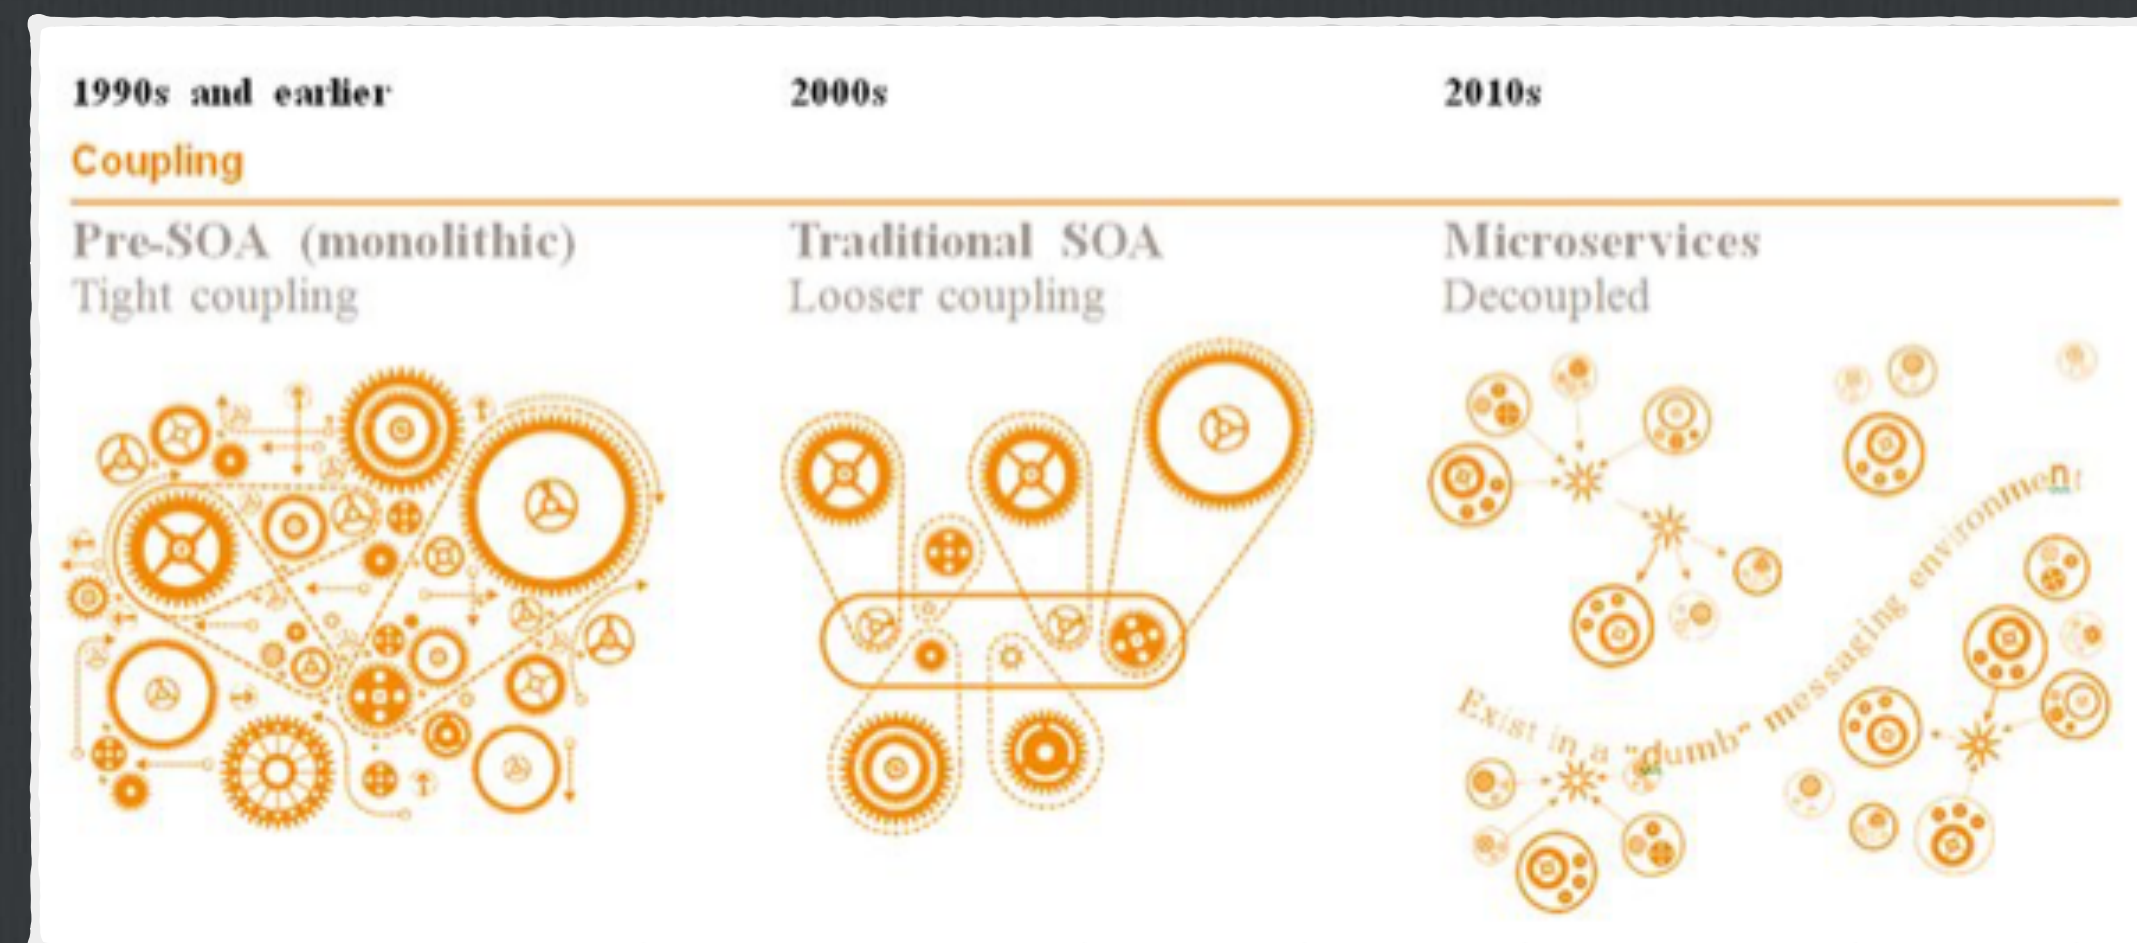 1990s and earlier
2000s
2010s
Coupling
Pre-SOA (monolithic)
Tight coupling
Traditional SOA
Looser coupling
Microservices
Decoupled
Exist in a "dumb" messaging environment